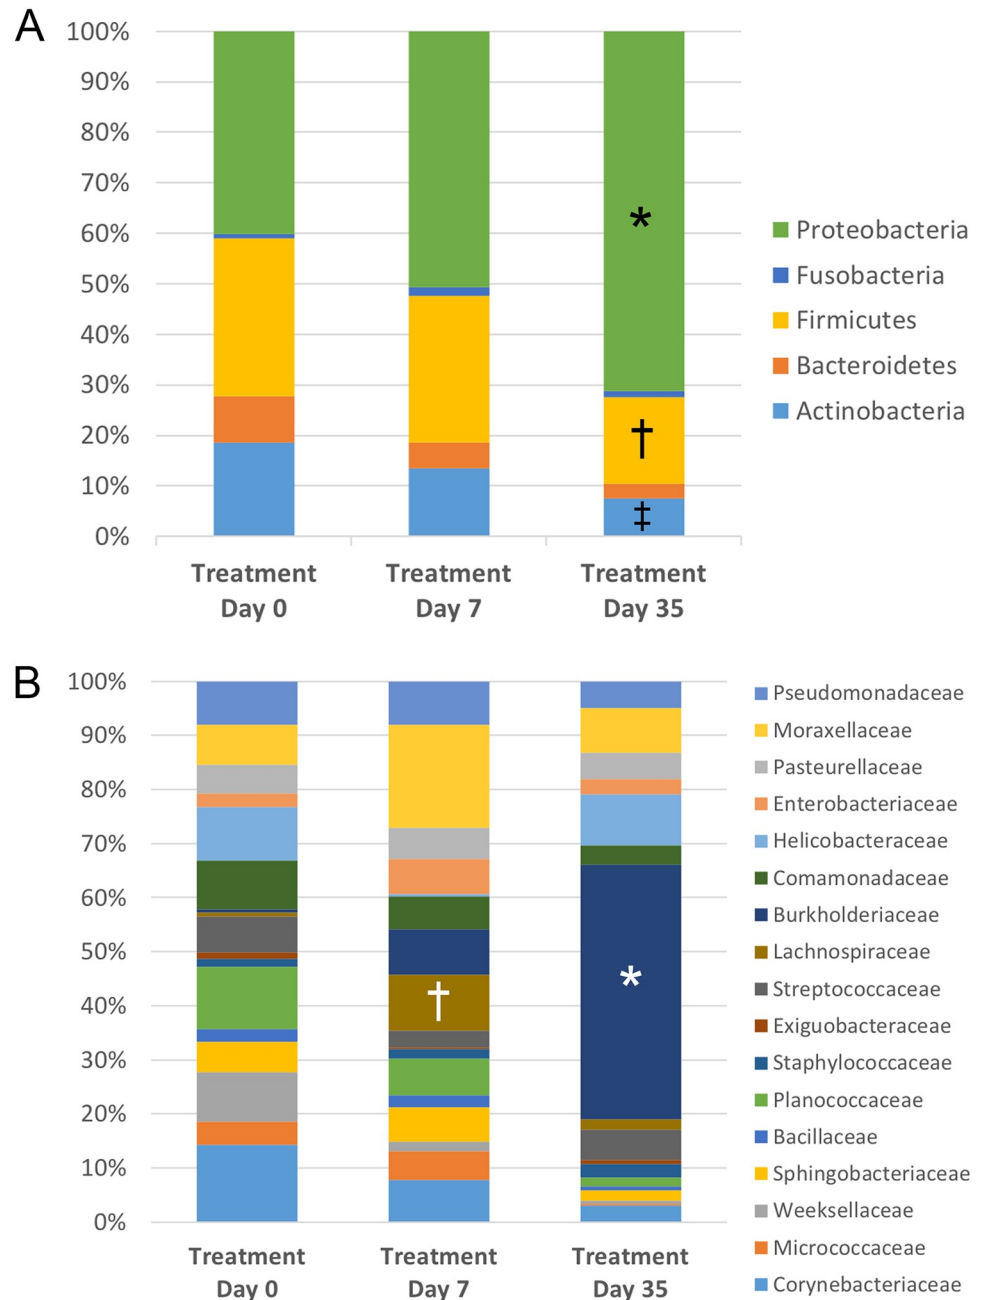 A
100%
90%
80%
70%
60%
50%
40%
30%
20%
10%
0%
*
†
‡
Treatment Day 0
Treatment Day 7
Treatment Day 35
Proteobacteria
Fusobacteria
Firmicutes
Bacteroidetes
Actinobacteria
B
100%
90%
80%
70%
60%
50%
40%
30%
20%
10%
0%
†
*
Treatment Day 0
Treatment Day 7
Treatment Day 35
Pseudomonadaceae
Moraxellaceae
Pasteurellaceae
Enterobacteriaceae
Helicobacteraceae
Comamonadaceae
Burkholderiaceae
Lachnospiraceae
Streptococcaceae
Exiguobacteraceae
Staphylococcaceae
Planococcaceae
Bacillaceae
Sphingobacteriaceae
Weeksellaceae
Micrococcaceae
Corynebacteriaceae